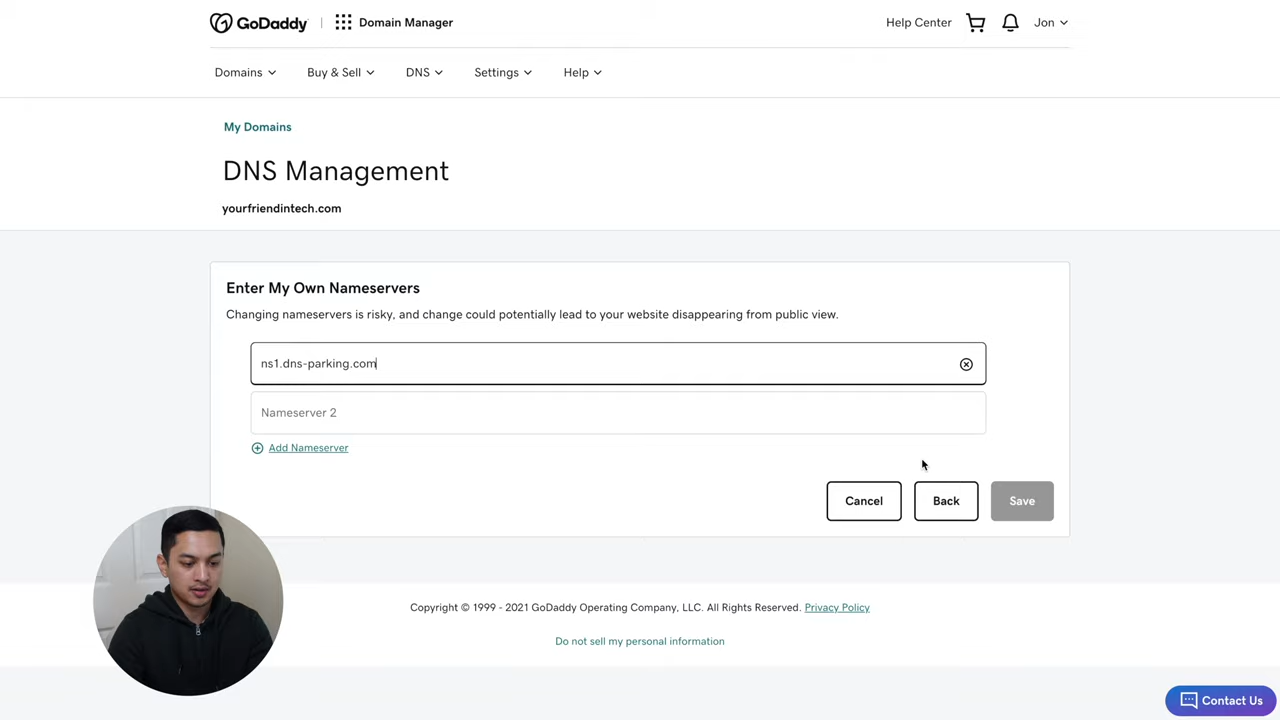 GoDaddy Domain Manager Help Center Jon
Domains Buy & Sell DNS Settings Help
My Domains
DNS Management
yourfriendintech.com
Enter My Own Nameservers
Changing nameservers is risky, and change could potentially lead to your website disappearing from public view.
ns1.dns-parking.com
Nameserver 2
Add Nameserver
Cancel Back Save
Copyright © 1999 - 2021 GoDaddy Operating Company, LLC. All Rights Reserved. Privacy Policy
Do not sell my personal information
Contact Us